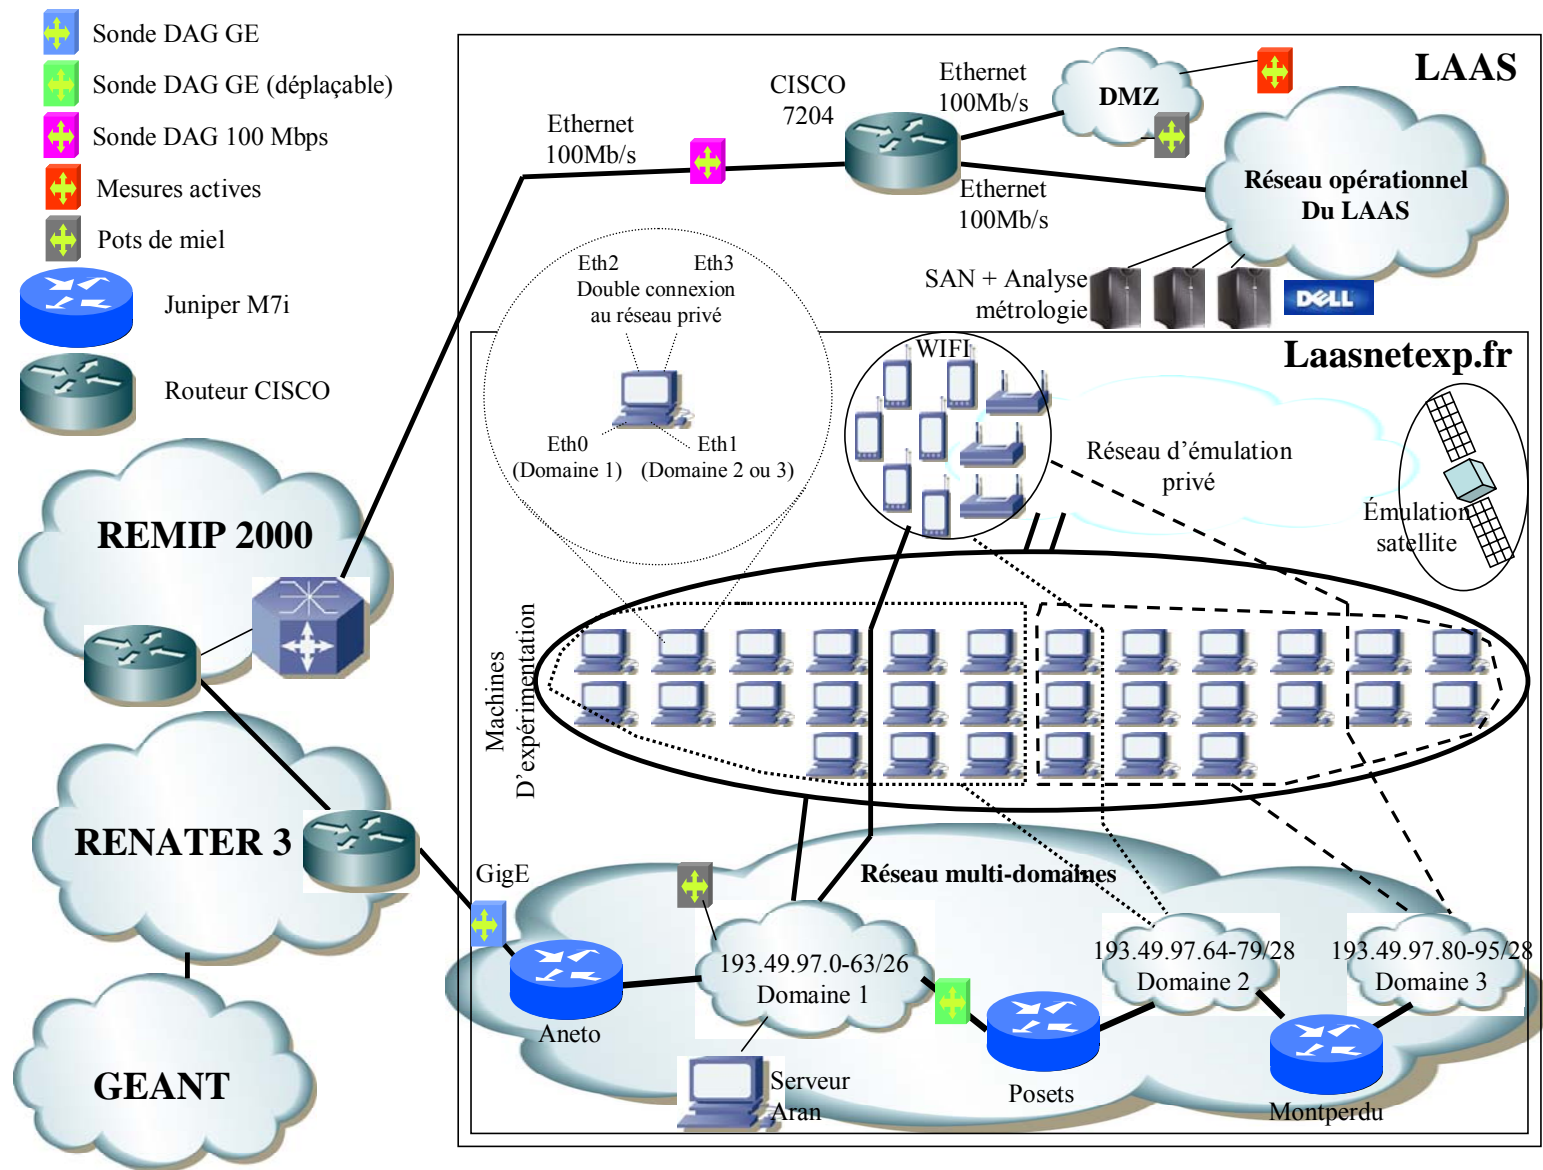 Sonde DAG GE
Sonde DAG GE (déplaçable)
Sonde DAG 100 Mbps
Mesures actives
Pots de miel
Juniper M7i
Routeur CISCO
LAAS
CISCO
7204
Ethernet
100Mb/s
DMZ
Ethernet
100Mb/s
Ethernet
100Mb/s
Réseau opérationnel
Du LAAS
SAN + Analyse
métrologie
DELL
Laasnetexp.fr
Eth2
Eth3
Double connexion
au réseau privé
Eth0
(Domaine 1)
Eth1
(Domaine 2 ou 3)
WIFI
Réseau d’émulation
privé
Émulation
satellite
REMIP 2000
Machines
D’expérimentation
RENATER 3
GigE
Réseau multi-domaines
193.49.97.0-63/26
Domaine 1
193.49.97.64-79/28
Domaine 2
193.49.97.80-95/28
Domaine 3
Aneto
GEANT
Serveur
Aran
Posets
Montperdu